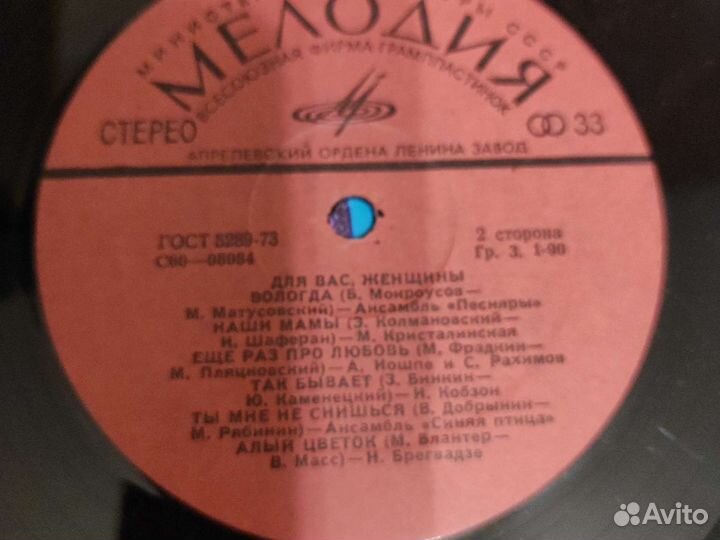 МИНИСТЕ СССР
МЕЛОДИЯ
ВСЕСОЮЗНАЯ ФИРМА ГРАМПЛАСТИНОК
СТЕРЕО
33
АПРЕЛЕВСКИЙ ОРДЕНА ЛЕНИНА ЗАВОД
ГОСТ 5289-73
2 сторона
С60—08084
Гр. 3. 1-90
ДЛЯ ВАС, ЖЕНЩИНЫ
ВОЛОГДА (Б. Мокроусов—
М. Матусовский)—Ансамбль «Песняры»
НАШИ МАМЫ (Э. Колмановский—
И. Шаферан)—М. Кристалинская
ЕЩЕ РАЗ ПРО ЛЮБОВЬ (М. Фрадкин—
М. Пляцковский)—А. Иошпе и С. Рахимов
ТАК БЫВАЕТ (З. Бинкин—
Ю. Каменецкий)—И. Кобзон
ТЫ МНЕ НЕ СНИШЬСЯ (В. Добрынин—
М. Рябинин)—Ансамбль «Синяя птица»
АЛЫЙ ЦВЕТОК (М. Блантер—
В. Масс)—Н. Брегвадзе
Avito